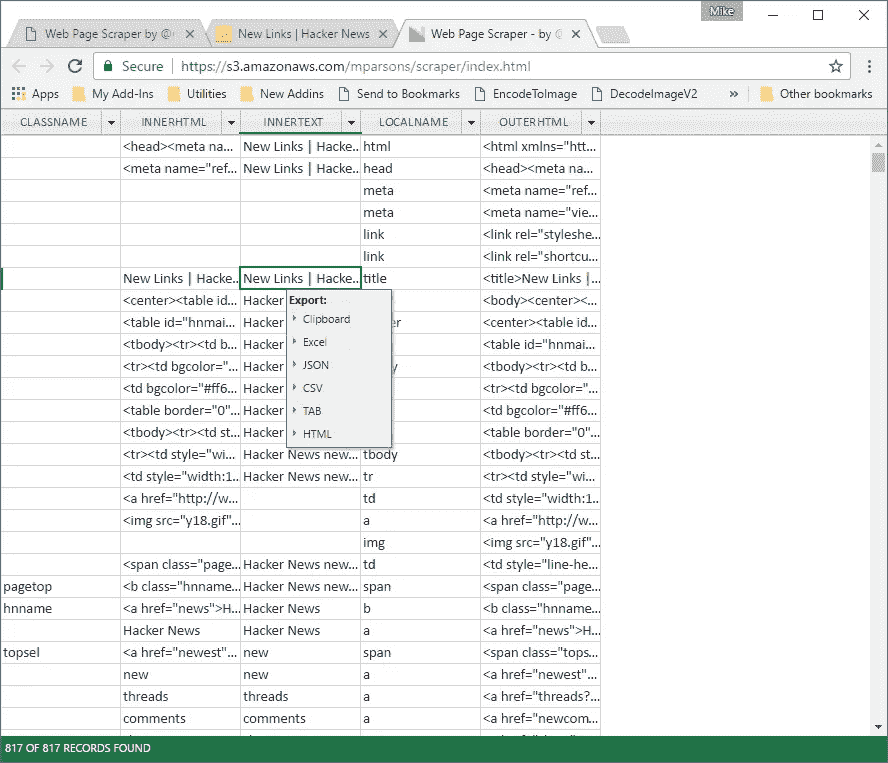 Mike
Web Page Scraper by @ New Links | Hacker News Web Page Scraper - by @
Secure https://s3.amazonaws.com/mparsons/scraper/index.html
Apps My Add-Ins Utilities New Addins Send to Bookmarks EncodeToImage DecodeImageV2 » Other bookmarks
CLASSNAME INNERHTML INNERTEXT LOCALNAME OUTERHTML
<head><meta na... New Links | Hacke... html <html xmlns="htt...
<meta name="ref... New Links | Hacke... head <head><meta na...
meta <meta name="ref...
meta <meta name="vie...
link <link rel="styleshe...
link <link rel="shortcu...
New Links | Hacke... New Links | Hacke... title <title>New Links |...
<center><table id... Hacker <body><center><...
<table id="hnmai... Hacker er <center><table id...
<tbody><tr><td b... Hacker <table id="hnmai...
<tr><td bgcolor="... Hacker y <tbody><tr><td b...
<td bgcolor="#ff6... Hacker <tr><td bgcolor="...
<table border="0"... Hacker <td bgcolor="#ff6...
<tbody><tr><td st... Hacker <table border="0"...
<tr><td style="wi... Hacker News new... tbody <tbody><tr><td st...
<td style="width:1... Hacker News new... tr <tr><td style="wi...
<a href="http://w... td <td style="width:1...
<img src="y18.gif"... a <a href="http://w...
img <img src="y18.gif"...
<span class="page... Hacker News new... td <td style="line-he...
pagetop <b class="hnname... Hacker News new... span <span class="page...
hnname <a href="news">H... Hacker News b <b class="hnname...
Hacker News Hacker News a <a href="news">H...
topsel <a href="newest"... new span <span class="tops...
new new a <a href="newest"...
threads threads a <a href="threads?...
comments comments a <a href="newcom...
Export:
Clipboard
Excel
JSON
CSV
TAB
HTML
817 OF 817 RECORDS FOUND